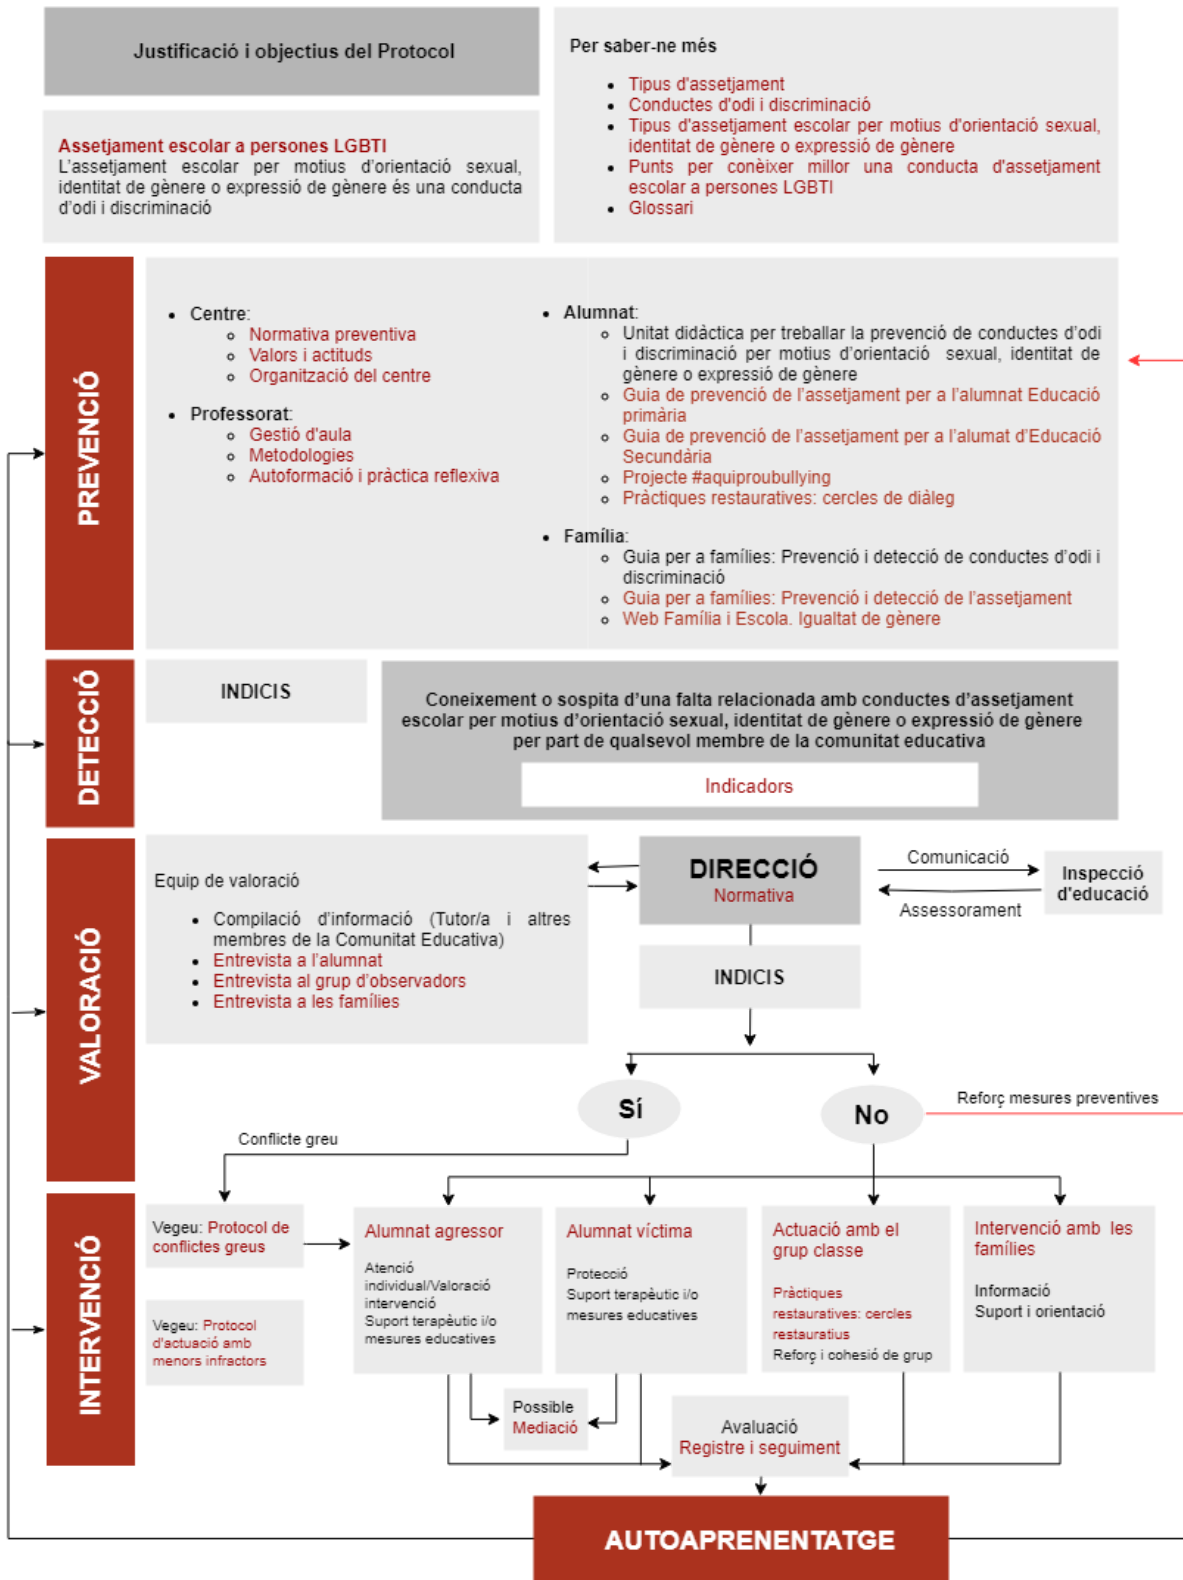 Justificació i objectius del Protocol
Assetjament escolar a persones LGBTI
L'assetjament escolar per motius d'orientació sexual,
identitat de gènere o expressió de gènere és una conducta
d'odi i discriminació
Per saber-ne més
Tipus d'assetjament
Conductes d'odi i discriminació
Tipus d'assetjament escolar per motius d'orientació sexual,
identitat de gènere o expressió de gènere
Punts per conèixer millor una conducta d'assetjament
escolar a persones LGBTI
Glossari
PREVENCIÓ
Centre:
Normativa preventiva
Valors i actituds
Organització del centre
Professorat:
Gestió d'aula
Metodologies
Autoformació i pràctica reflexiva
Alumnat:
Unitat didàctica per treballar la prevenció de conductes d'odi
i discriminació per motius d'orientació sexual, identitat de
gènere o expressió de gènere
Guia de prevenció de l'assetjament per a l'alumnat Educació
primària
Guia de prevenció de l'assetjament per a l'alumat d'Educació
Secundària
Projecte #aquiproubullying
Pràctiques restauratives: cercles de diàleg
Família:
Guia per a famílies: Prevenció i detecció de conductes d'odi i
discriminació
Guia per a famílies: Prevenció i detecció de l'assetjament
Web Família i Escola. Igualtat de gènere
DETECCIÓ
INDICIS
Coneixement o sospita d'una falta relacionada amb conductes d'assetjament
escolar per motius d'orientació sexual, identitat de gènere o expressió de gènere
per part de qualsevol membre de la comunitat educativa
Indicadors
VALORACIÓ
Equip de valoració
Compilació d'informació (Tutor/a i altres
membres de la Comunitat Educativa)
Entrevista a l'alumnat
Entrevista al grup d'observadors
Entrevista a les famílies
DIRECCIÓ
Normativa
Comunicació
Assessorament
Inspecció
d'educació
INDICIS
Sí
No
Reforç mesures preventives
Conflicte greu
INTERVENCIÓ
Vegeu: Protocol de
conflictes greus
Vegeu: Protocol
d'actuació amb
menors infractors
Alumnat agressor
Atenció
individual/Valoració
intervenció
Suport terapèutic i/o
mesures educatives
Alumnat víctima
Protecció
Suport terapèutic i/o
mesures educatives
Actuació amb el
grup classe
Pràctiques
restauratives: cercles
restauratius
Reforç i cohesió de grup
Intervenció amb les
famílies
Informació
Suport i orientació
Possible
Mediació
Avaluació
Registre i seguiment
AUTOAPRENENTATGE